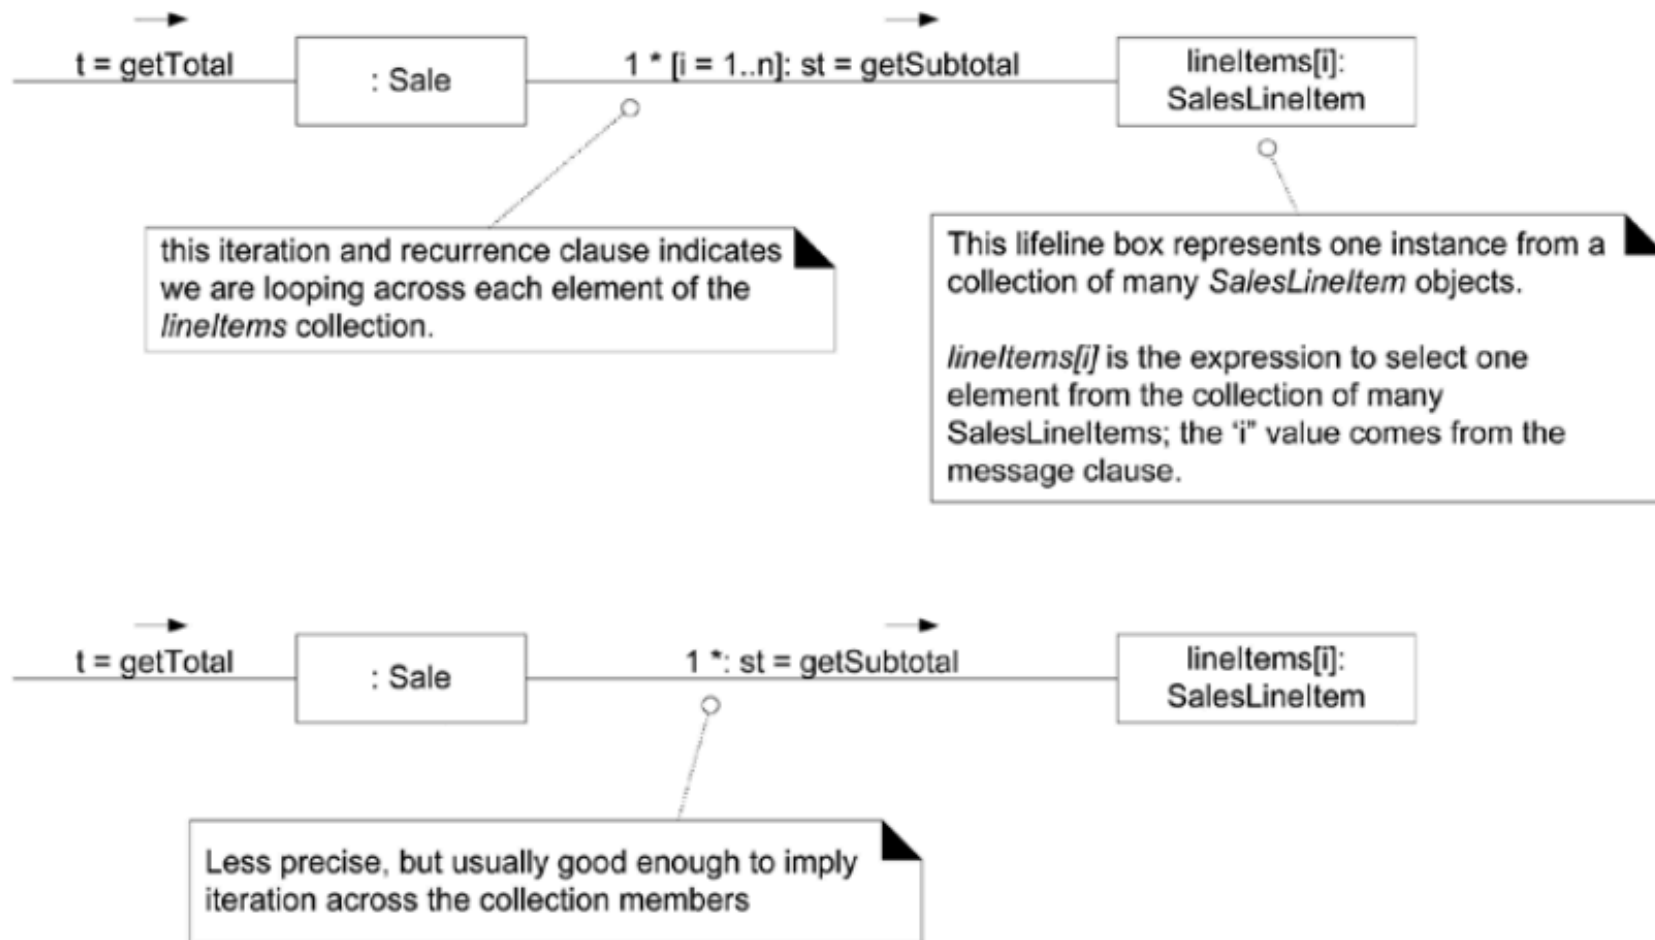 t = getTotal
: Sale
1 * [i = 1..n]: st = getSubtotal
lineItems[i]:
SalesLineItem
this iteration and recurrence clause indicates
we are looping across each element of the
lineItems collection.
This lifeline box represents one instance from a
collection of many SalesLineItem objects.
lineItems[i] is the expression to select one
element from the collection of many
SalesLineItems; the ‘i” value comes from the
message clause.
t = getTotal
: Sale
1 *: st = getSubtotal
lineItems[i]:
SalesLineItem
Less precise, but usually good enough to imply
iteration across the collection members